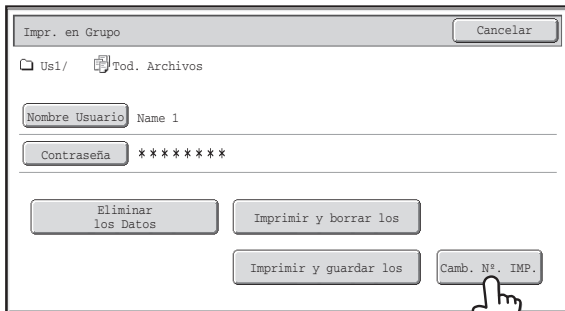 Impr. en Grupo
Cancelar
Us1/ Tod. Archivos
Nombre Usuario Name 1
Contraseña ********
Eliminar
los Datos
Imprimir y borrar los
Imprimir y guardar los
Camb. Nº. IMP.